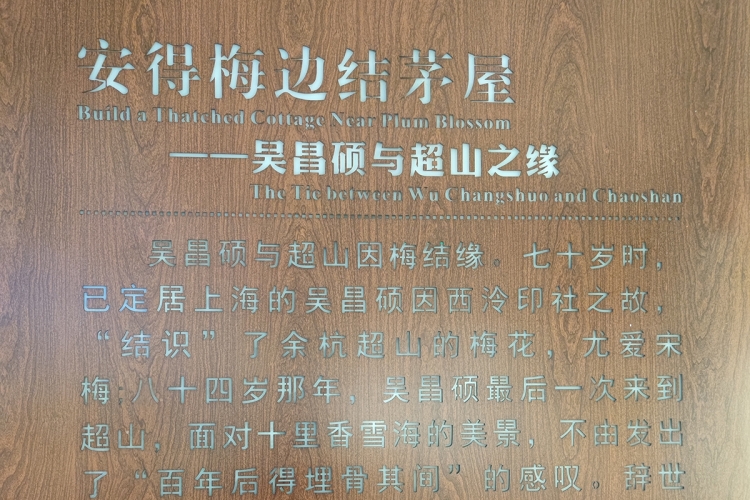 安得梅边结茅屋
Build a Thatched Cottage Near Plum Blossom
——吴昌硕与超山之缘
The Tie between Wu Changshuo and Chaoshan
吴昌硕与超山因梅结缘。七十岁时，
已定居上海的吴昌硕因西泠印社之故，
“结识”了余杭超山的梅花，尤爱宋
梅；八十四岁那年，吴昌硕最后一次来到
超山，面对十里香雪海的美景，不由发出
了“百年后得埋骨其间”的感叹。辞世